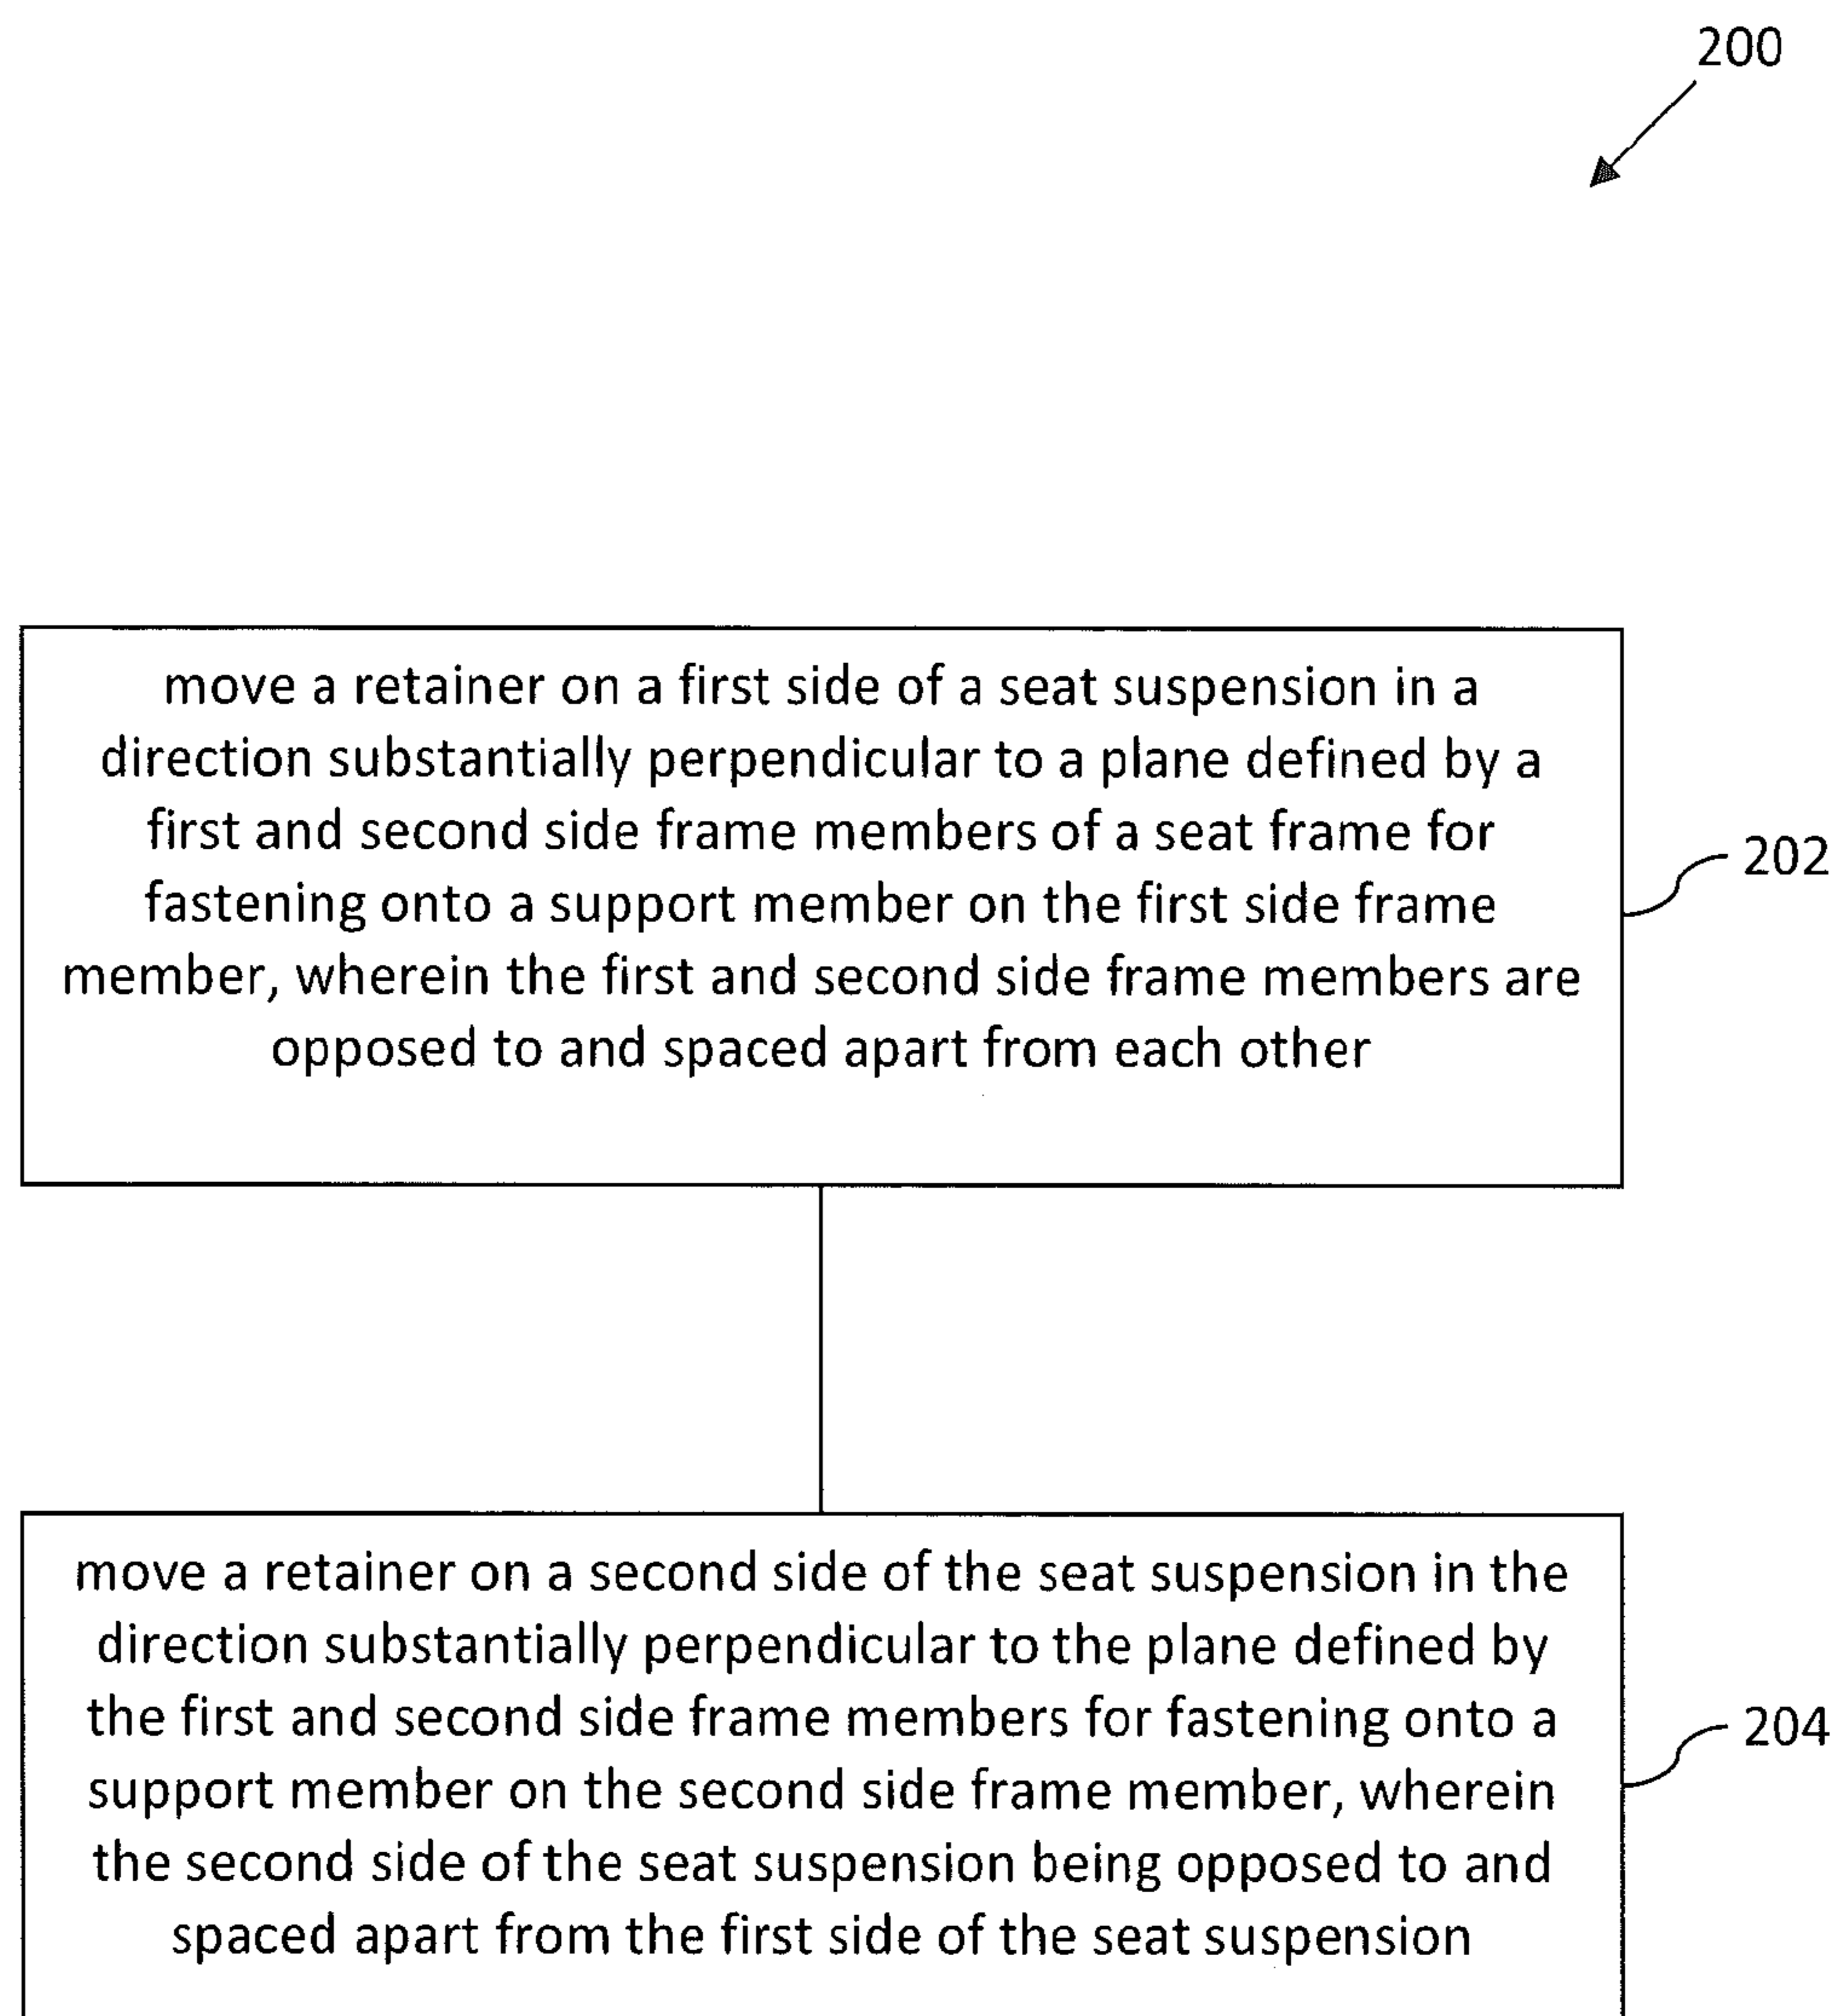 200
move a retainer on a first side of a seat suspension in a
direction substantially perpendicular to a plane defined by a
first and second side frame members of a seat frame for
fastening onto a support member on the first side frame
member, wherein the first and second side frame members are
opposed to and spaced apart from each other
202
move a retainer on a second side of the seat suspension in the
direction substantially perpendicular to the plane defined by
the first and second side frame members for fastening onto a
support member on the second side frame member, wherein
the second side of the seat suspension being opposed to and
spaced apart from the first side of the seat suspension
204